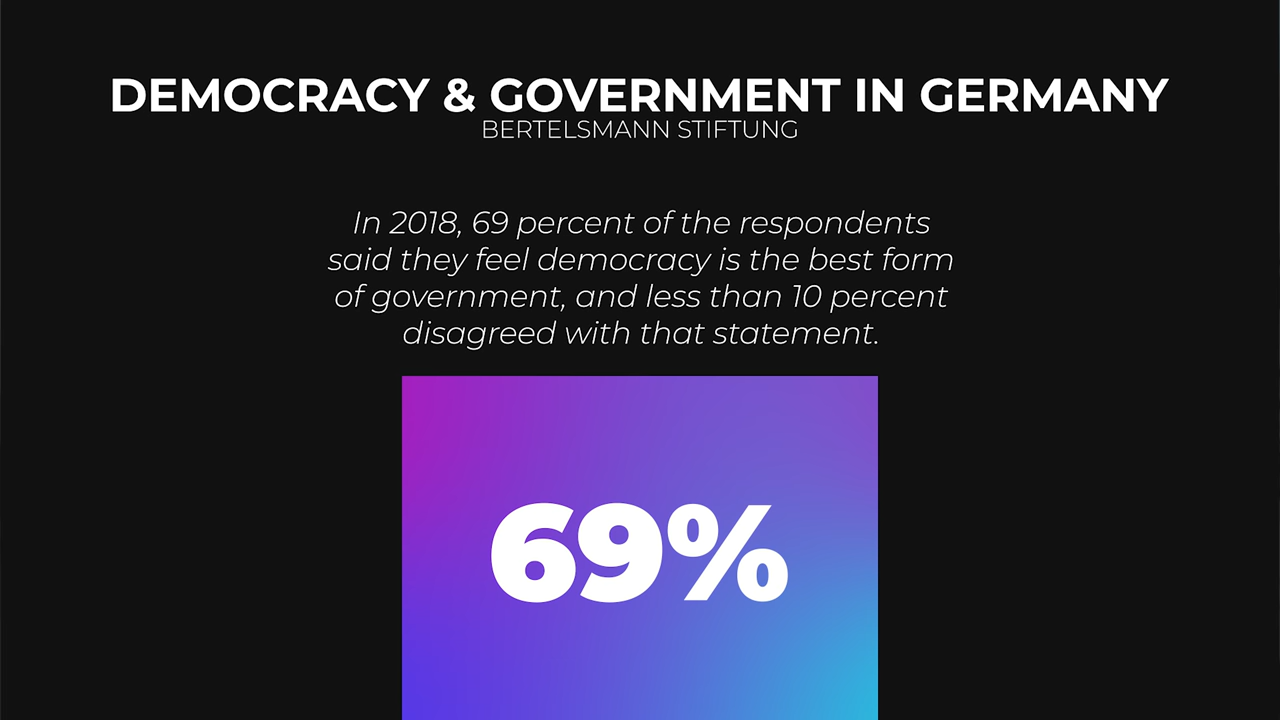 DEMOCRACY & GOVERNMENT IN GERMANY
BERTELSMANN STIFTUNG
In 2018, 69 percent of the respondents
said they feel democracy is the best form
of government, and less than 10 percent
disagreed with that statement.
69%